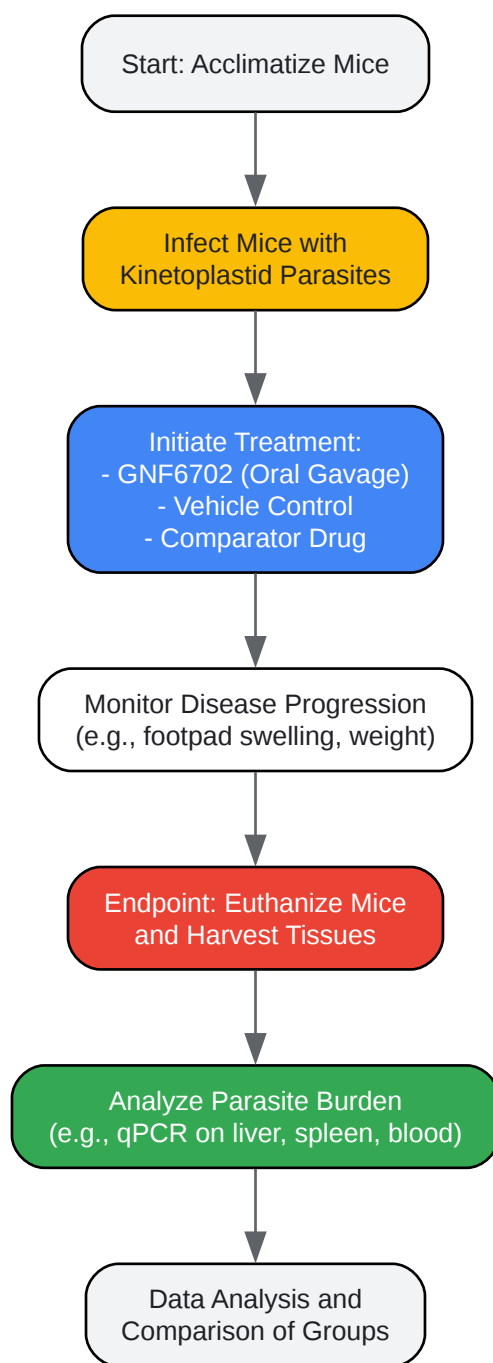 Start: Acclimatize Mice
Infect Mice with
Kinetoplastid Parasites
Initiate Treatment:
- GNF6702 (Oral Gavage)
- Vehicle Control
- Comparator Drug
Monitor Disease Progression
(e.g., footpad swelling, weight)
Endpoint: Euthanize Mice
and Harvest Tissues
Analyze Parasite Burden
(e.g., qPCR on liver, spleen, blood)
Data Analysis and
Comparison of Groups